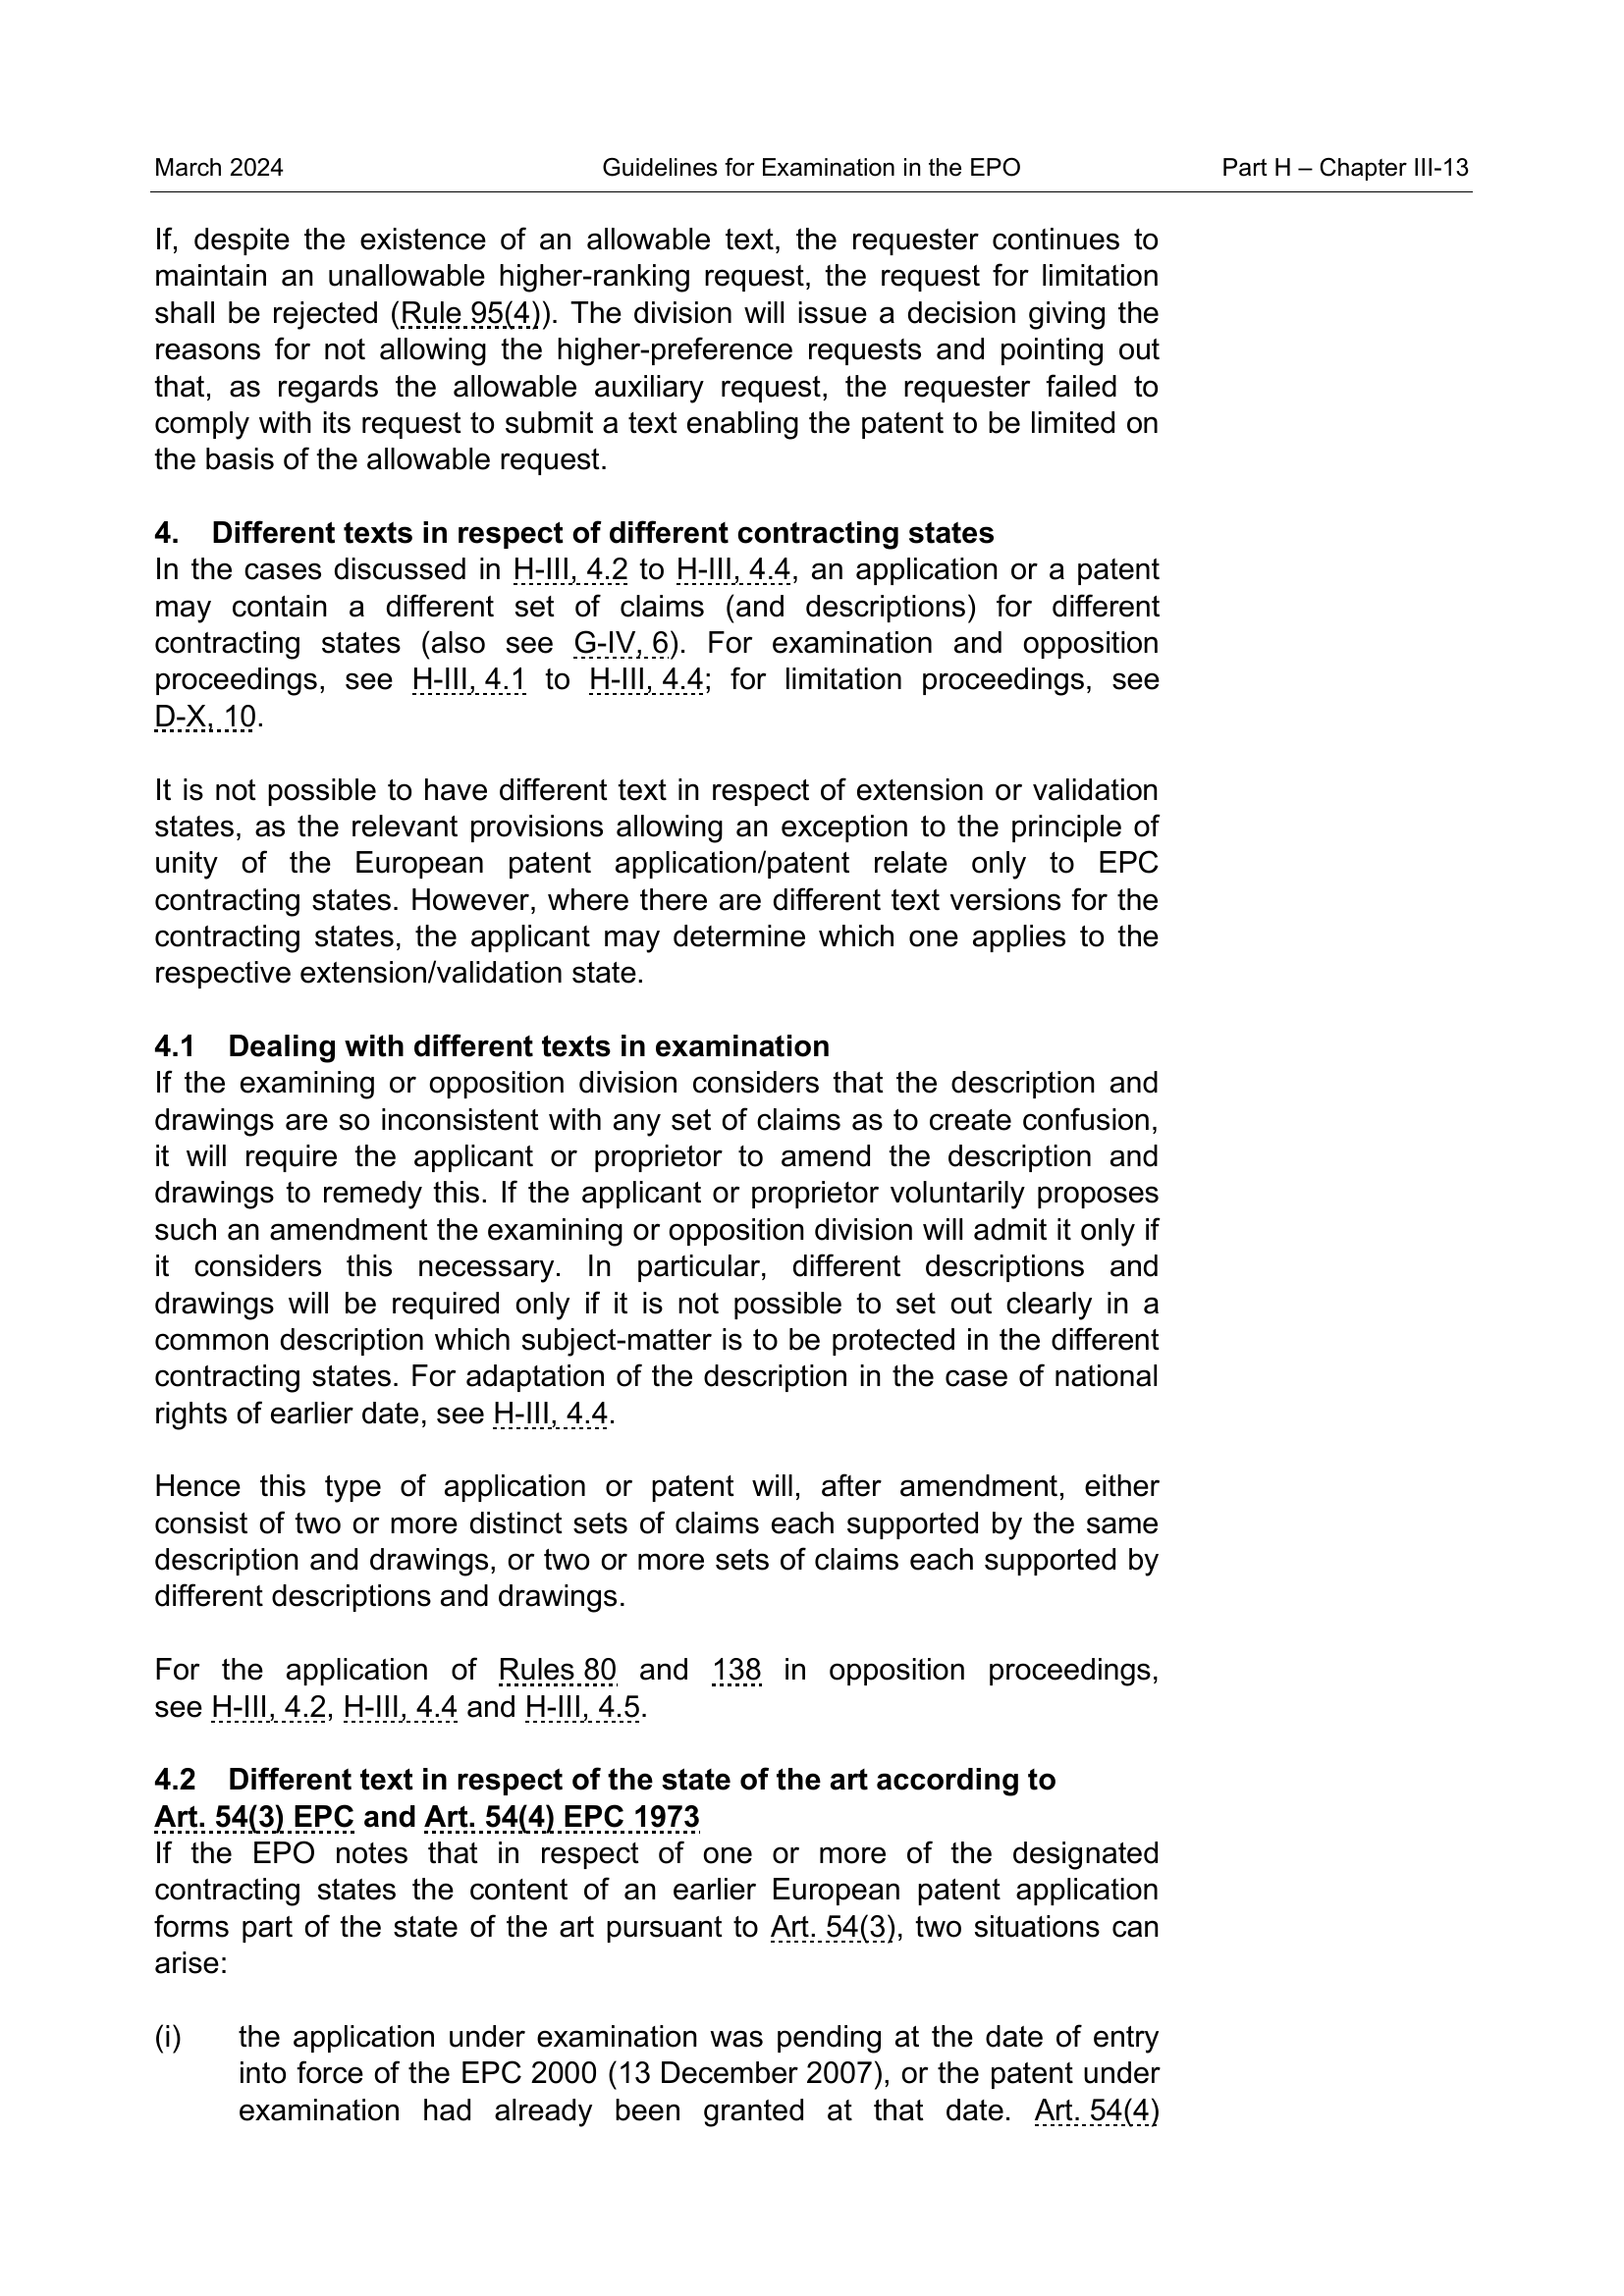 March 2024 Guidelines for Examination in the EPO Part H – Chapter III-13
If, despite the existence of an allowable text, the requester continues to
maintain an unallowable higher-ranking request, the request for limitation
shall be rejected (Rule 95(4)). The division will issue a decision giving the
reasons for not allowing the higher-preference requests and pointing out
that, as regards the allowable auxiliary request, the requester failed to
comply with its request to submit a text enabling the patent to be limited on
the basis of the allowable request.
4. Different texts in respect of different contracting states
In the cases discussed in H-III, 4.2 to H-III, 4.4, an application or a patent
may contain a different set of claims (and descriptions) for different
contracting states (also see G-IV, 6). For examination and opposition
proceedings, see H-III, 4.1 to H-III, 4.4; for limitation proceedings, see
D-X, 10.
It is not possible to have different text in respect of extension or validation
states, as the relevant provisions allowing an exception to the principle of
unity of the European patent application/patent relate only to EPC
contracting states. However, where there are different text versions for the
contracting states, the applicant may determine which one applies to the
respective extension/validation state.
4.1 Dealing with different texts in examination
If the examining or opposition division considers that the description and
drawings are so inconsistent with any set of claims as to create confusion,
it will require the applicant or proprietor to amend the description and
drawings to remedy this. If the applicant or proprietor voluntarily proposes
such an amendment the examining or opposition division will admit it only if
it considers this necessary. In particular, different descriptions and
drawings will be required only if it is not possible to set out clearly in a
common description which subject-matter is to be protected in the different
contracting states. For adaptation of the description in the case of national
rights of earlier date, see H-III, 4.4.
Hence this type of application or patent will, after amendment, either
consist of two or more distinct sets of claims each supported by the same
description and drawings, or two or more sets of claims each supported by
different descriptions and drawings.
For the application of Rules 80 and 138 in opposition proceedings,
see H-III, 4.2, H-III, 4.4 and H-III, 4.5.
4.2 Different text in respect of the state of the art according to
Art. 54(3) EPC and Art. 54(4) EPC 1973
If the EPO notes that in respect of one or more of the designated
contracting states the content of an earlier European patent application
forms part of the state of the art pursuant to Art. 54(3), two situations can
arise:
(i) the application under examination was pending at the date of entry
into force of the EPC 2000 (13 December 2007), or the patent under
examination had already been granted at that date. Art. 54(4)